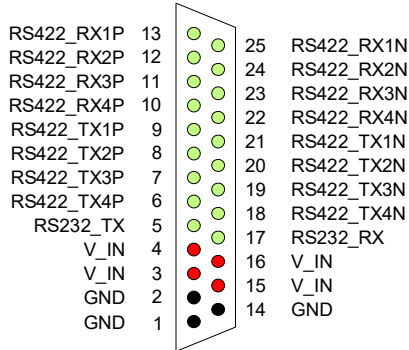 RS422_RX1P 13
RS422_RX2P 12
RS422_RX3P 11
RS422_RX4P 10
RS422_TX1P 9
RS422_TX2P 8
RS422_TX3P 7
RS422_TX4P 6
RS232_TX 5
V_IN 4
V_IN 3
GND 2
GND 1
25 RS422_RX1N
24 RS422_RX2N
23 RS422_RX3N
22 RS422_RX4N
21 RS422_TX1N
20 RS422_TX2N
19 RS422_TX3N
18 RS422_TX4N
17 RS232_RX
16 V_IN
15 V_IN
14 GND